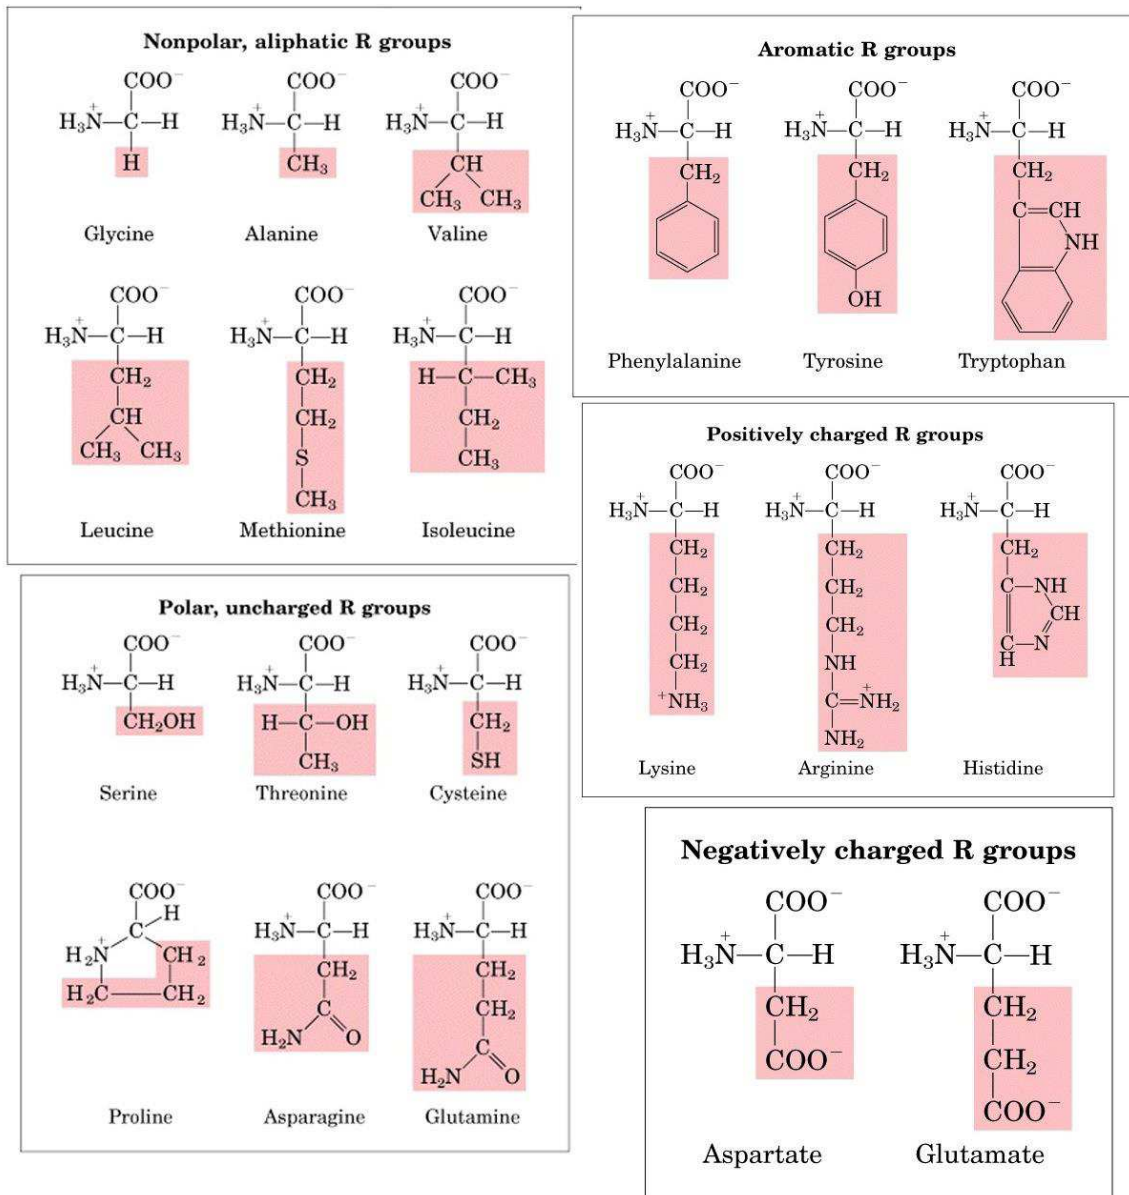 Nonpolar, aliphatic R groups
COO⁻ COO⁻ COO⁻
H₃N⁺—C—H H₃N⁺—C—H H₃N⁺—C—H
H CH₃ CH
CH₃ CH₃
Glycine Alanine Valine
COO⁻ COO⁻ COO⁻
H₃N⁺—C—H H₃N⁺—C—H H₃N⁺—C—H
CH₂ CH₂ H—C—CH₃
CH CH₂ CH₂
CH₃ CH₃ S CH₃
CH₃
Leucine Methionine Isoleucine
Aromatic R groups
COO⁻ COO⁻ COO⁻
H₃N⁺—C—H H₃N⁺—C—H H₃N⁺—C—H
CH₂ CH₂ CH₂
C=CH
NH
OH
Phenylalanine Tyrosine Tryptophan
Positively charged R groups
COO⁻ COO⁻ COO⁻
H₃N⁺—C—H H₃N⁺—C—H H₃N⁺—C—H
CH₂ CH₂ CH₂
CH₂ CH₂ C—NH
CH₂ CH₂ CH
CH₂ NH C—N
H
⁺NH₃ C=N⁺H₂
NH₂
Lysine Arginine Histidine
Polar, uncharged R groups
COO⁻ COO⁻ COO⁻
H₃N⁺—C—H H₃N⁺—C—H H₃N⁺—C—H
CH₂OH H—C—OH CH₂
CH₃ SH
Serine Threonine Cysteine
COO⁻ COO⁻ COO⁻
H
C H₃N⁺—C—H H₃N⁺—C—H
H₂N⁺ CH₂ CH₂ CH₂
H₂C—CH₂ C CH₂
H₂N O C
H₂N O
Proline Asparagine Glutamine
Negatively charged R groups
COO⁻ COO⁻
H₃N⁺—C—H H₃N⁺—C—H
CH₂ CH₂
COO⁻ CH₂
COO⁻
Aspartate Glutamate